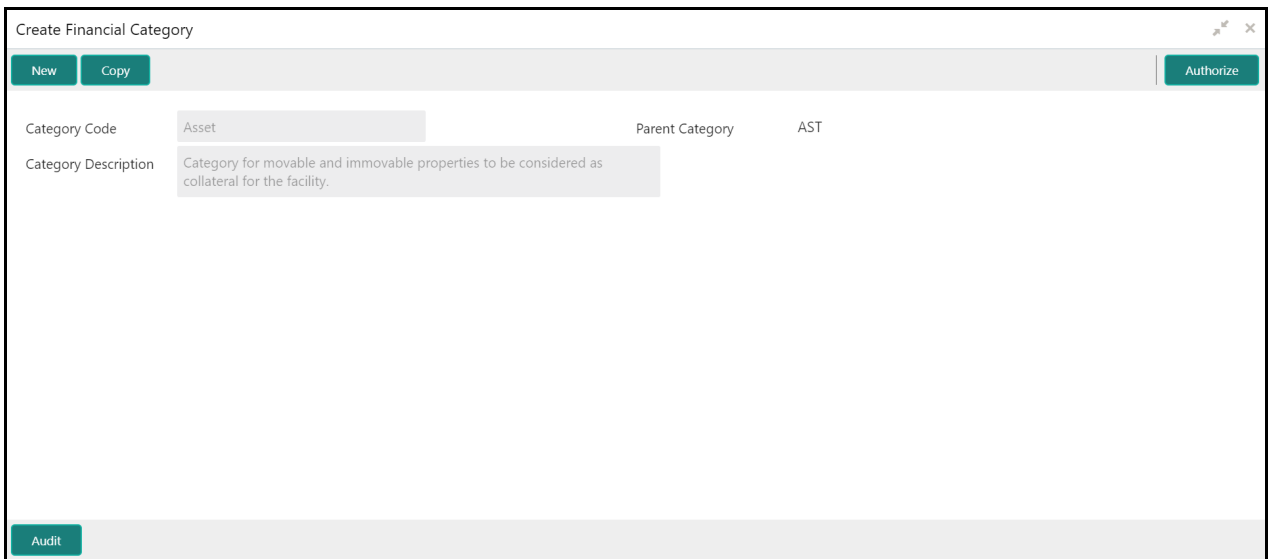 Create Financial Category
New Copy Authorize
Category Code Asset Parent Category AST
Category Description Category for movable and immovable properties to be considered as
collateral for the facility.
Audit